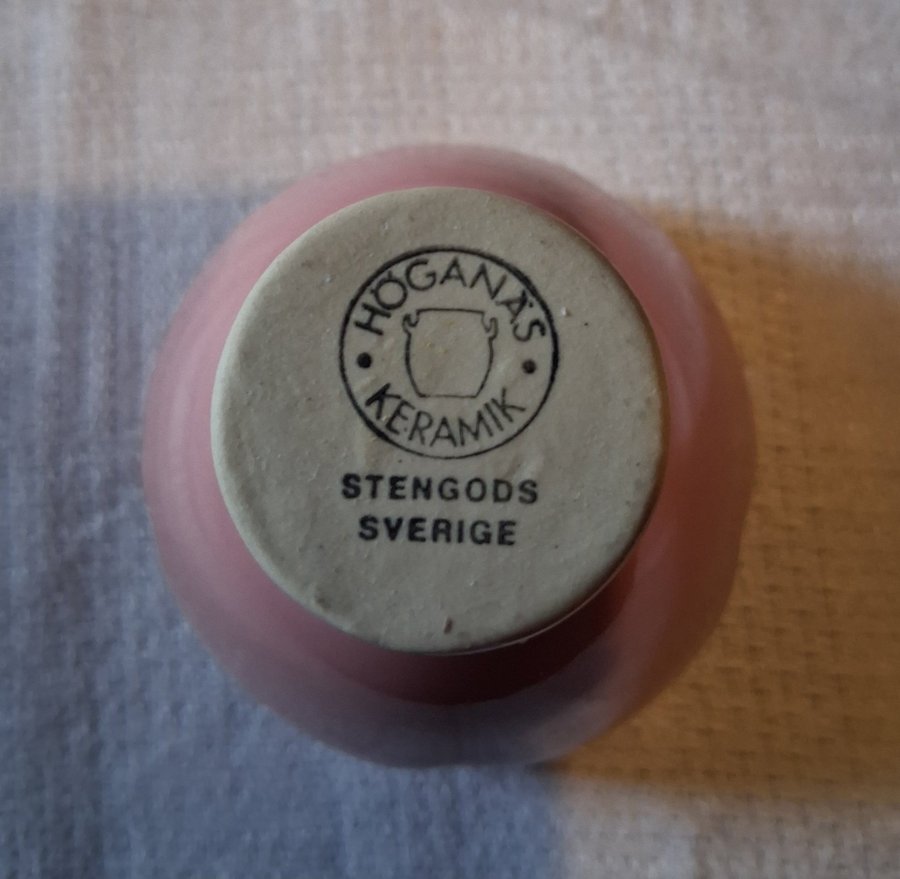 HÖGANÄS
KERAMIK
STENGODS
SVERIGE